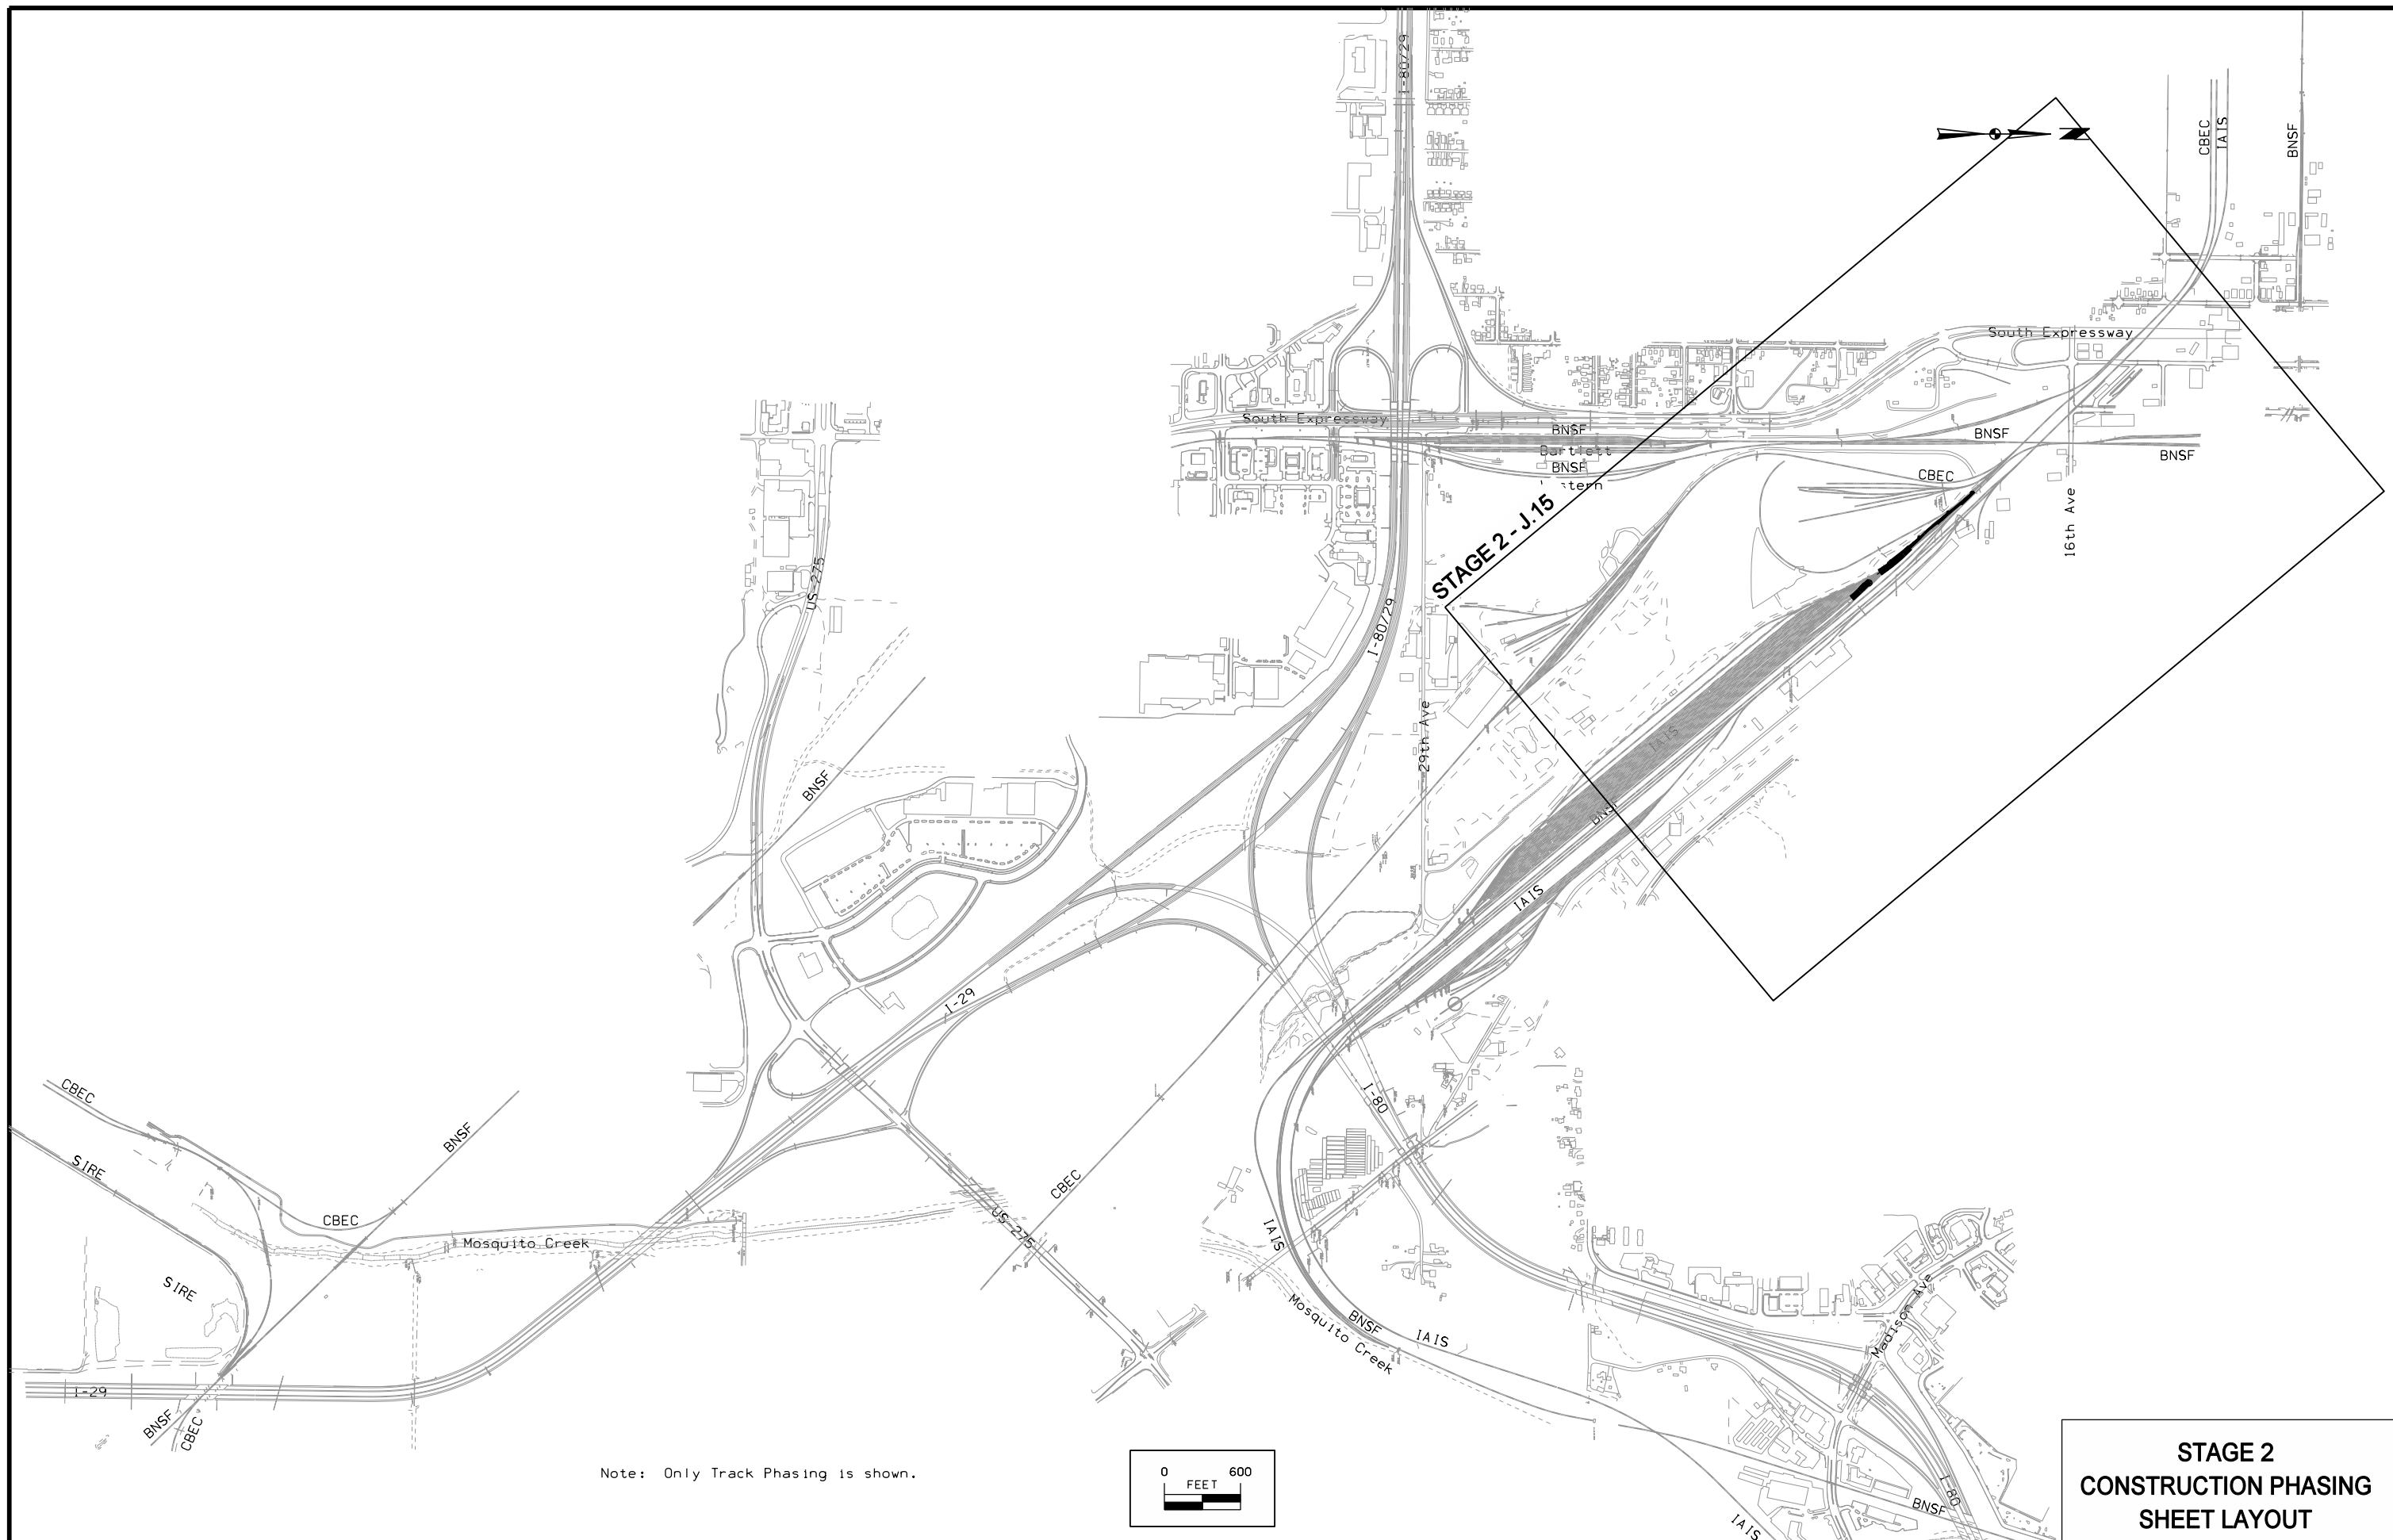 I-80/29
CBEC
IAIS
BNSF
South Expressway
South Expressway
BNSF
Bartlett
BNSF
BNSF
BNSF
CBEC
16th Ave
STAGE 2 - J.15
US-275
I-80/29
29th Ave
IAIS
BNSF
BNSF
IAIS
I-29
I-80
CBEC
BNSF
SIRE
CBEC
CBEC
US-275
Mosquito Creek
IAIS
SIRE
Mosquito Creek
BNSF
IAIS
Madison Ave
I-29
BNSF
CBEC
I-80
BNSF
IAIS
Note: Only Track Phasing is shown.
0 600
FEET
STAGE 2
CONSTRUCTION PHASING
SHEET LAYOUT